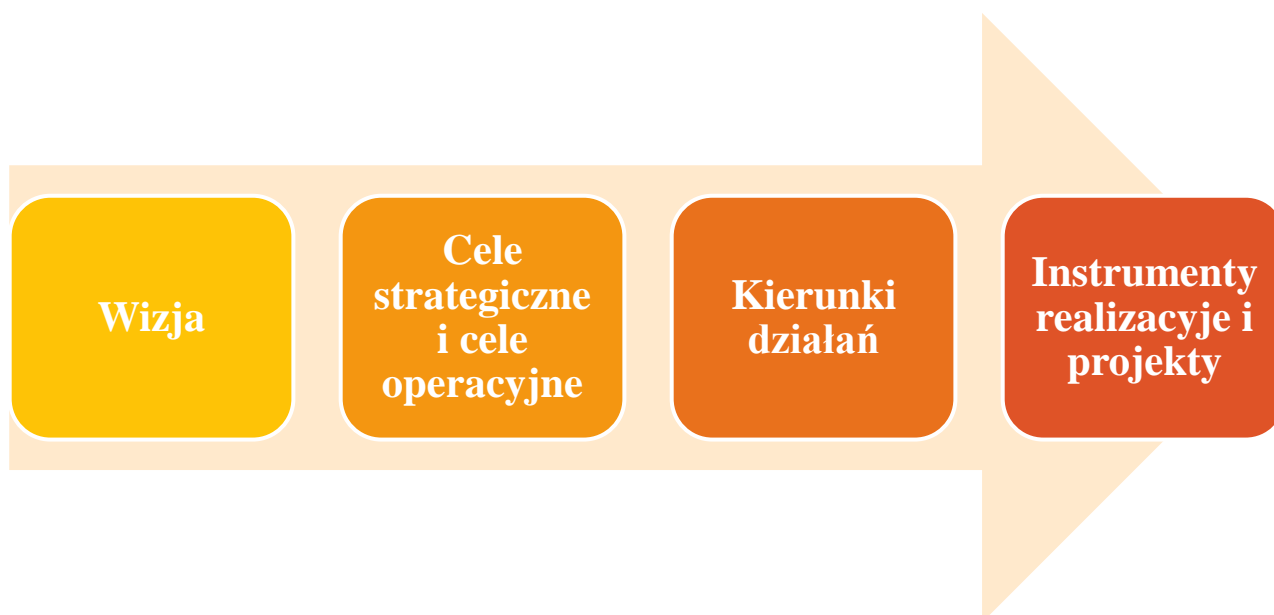 Wizja
Cele
strategiczne
i cele
operacyjne
Kierunki
działań
Instrumenty
realizacyje i
projekty